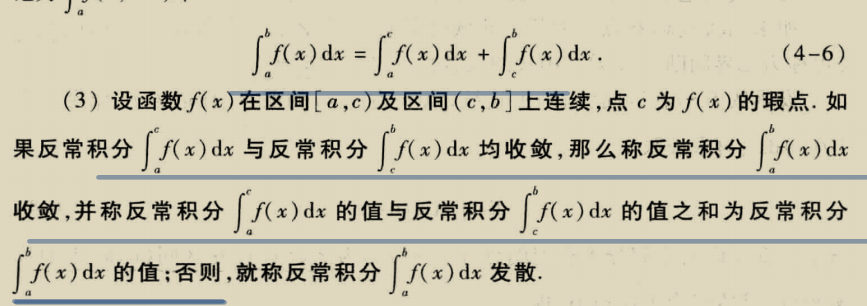 $$\int_a^b f(x)\,\mathrm{d}x = \int_a^c f(x)\,\mathrm{d}x + \int_c^b f(x)\,\mathrm{d}x. \quad (4-6)$$
(3) 设函数 $f(x)$ 在区间 $[a,c)$ 及区间 $(c,b]$ 上连续,点 $c$ 为 $f(x)$ 的瑕点. 如
果反常积分 $\int_a^c f(x)\,\mathrm{d}x$ 与反常积分 $\int_c^b f(x)\,\mathrm{d}x$ 均收敛,那么称反常积分 $\int_a^b f(x)\,\mathrm{d}x$
收敛,并称反常积分 $\int_a^c f(x)\,\mathrm{d}x$ 的值与反常积分 $\int_c^b f(x)\,\mathrm{d}x$ 的值之和为反常积分
$\int_a^b f(x)\,\mathrm{d}x$ 的值;否则,就称反常积分 $\int_a^b f(x)\,\mathrm{d}x$ 发散.